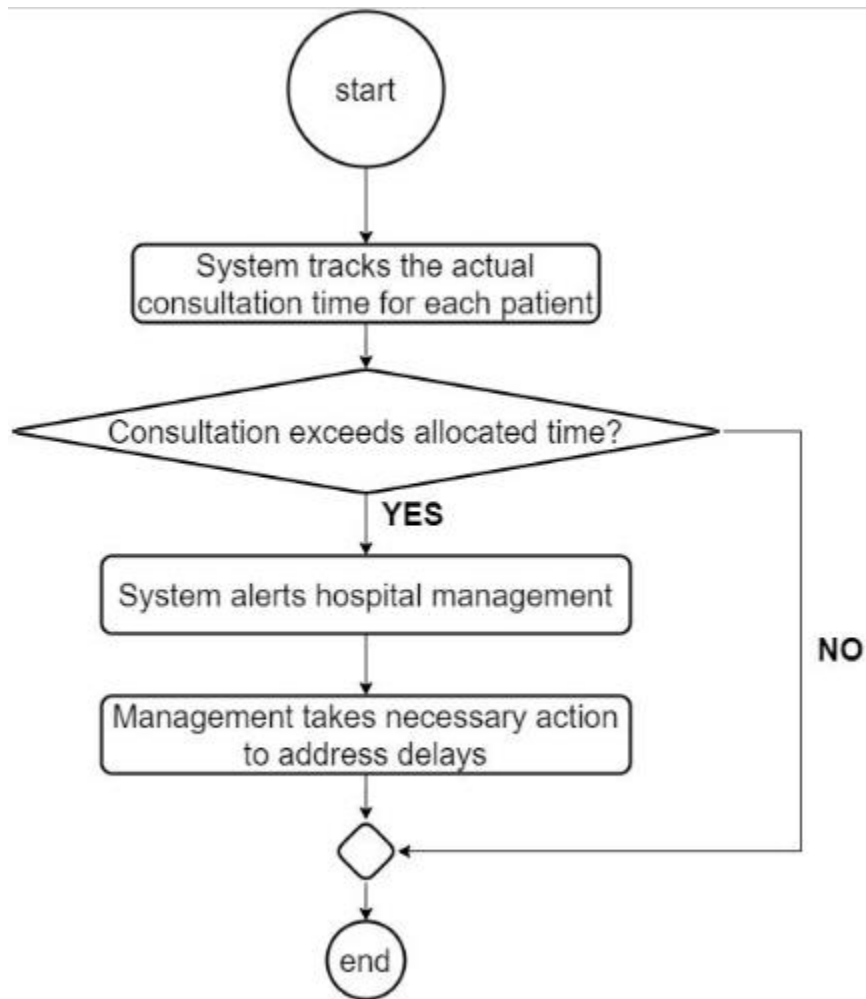 start
System tracks the actual
consultation time for each patient
Consultation exceeds allocated time?
YES
System alerts hospital management
NO
Management takes necessary action
to address delays
end